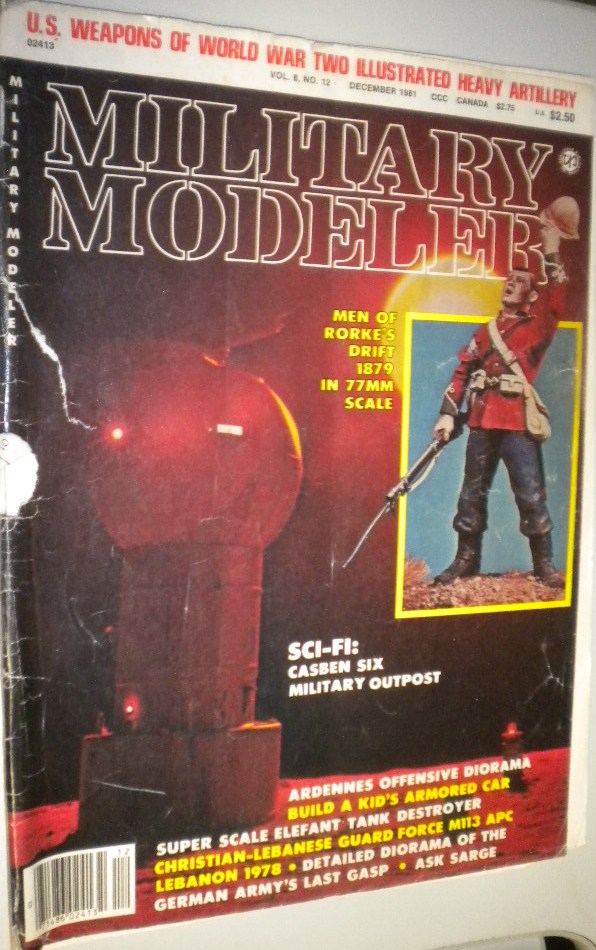 U.S. WEAPONS OF WORLD WAR TWO ILLUSTRATED HEAVY ARTILLERY
02413
VOL. 8, NO. 12 DECEMBER 1981 CCC CANADA $2.75 U.S. $2.50
MILITARY
MODELER
MILITARY MODELER
MEN OF
RORKE'S
DRIFT
1879
IN 77MM
SCALE
SCI-FI:
CASBEN SIX
MILITARY OUTPOST
ARDENNES OFFENSIVE DIORAMA
BUILD A KID'S ARMORED CAR
SUPER SCALE ELEFANT TANK DESTROYER
CHRISTIAN-LEBANESE GUARD FORCE M113 APC
LEBANON 1978 • DETAILED DIORAMA OF THE
GERMAN ARMY'S LAST GASP • ASK SARGE
12